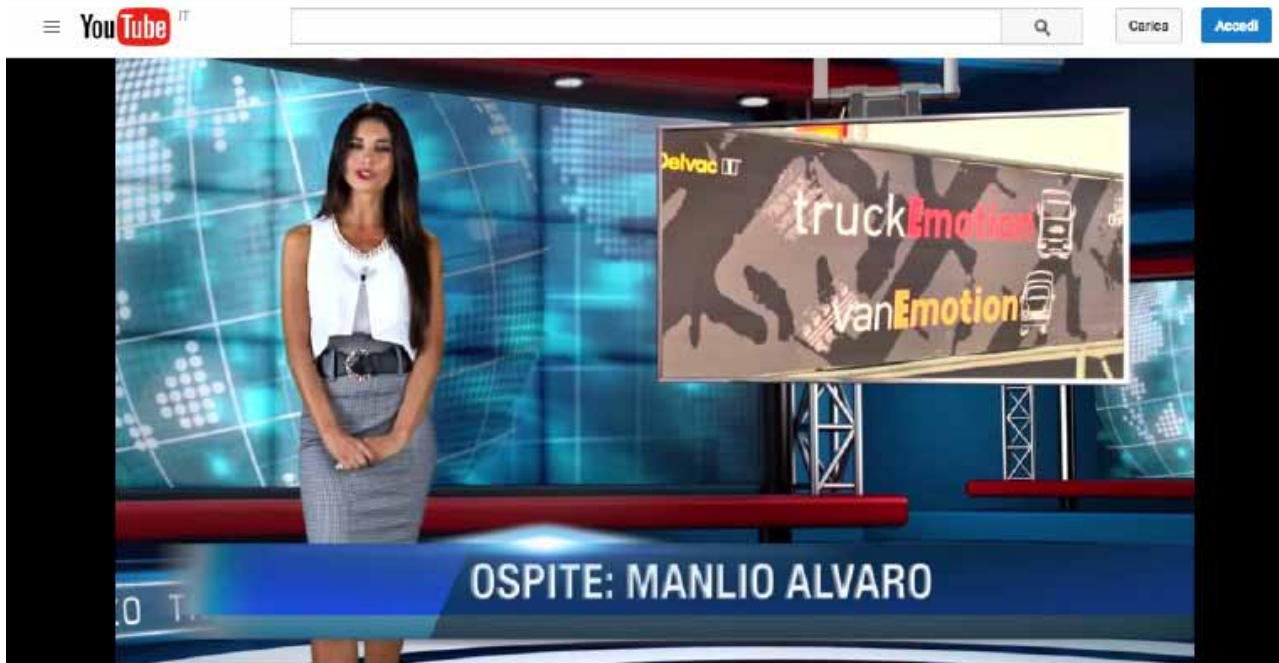 YouTube IT
Carica
Accedi
Delvac
truckEmotion
vanEmotion
OSPITE: MANLIO ALVARO